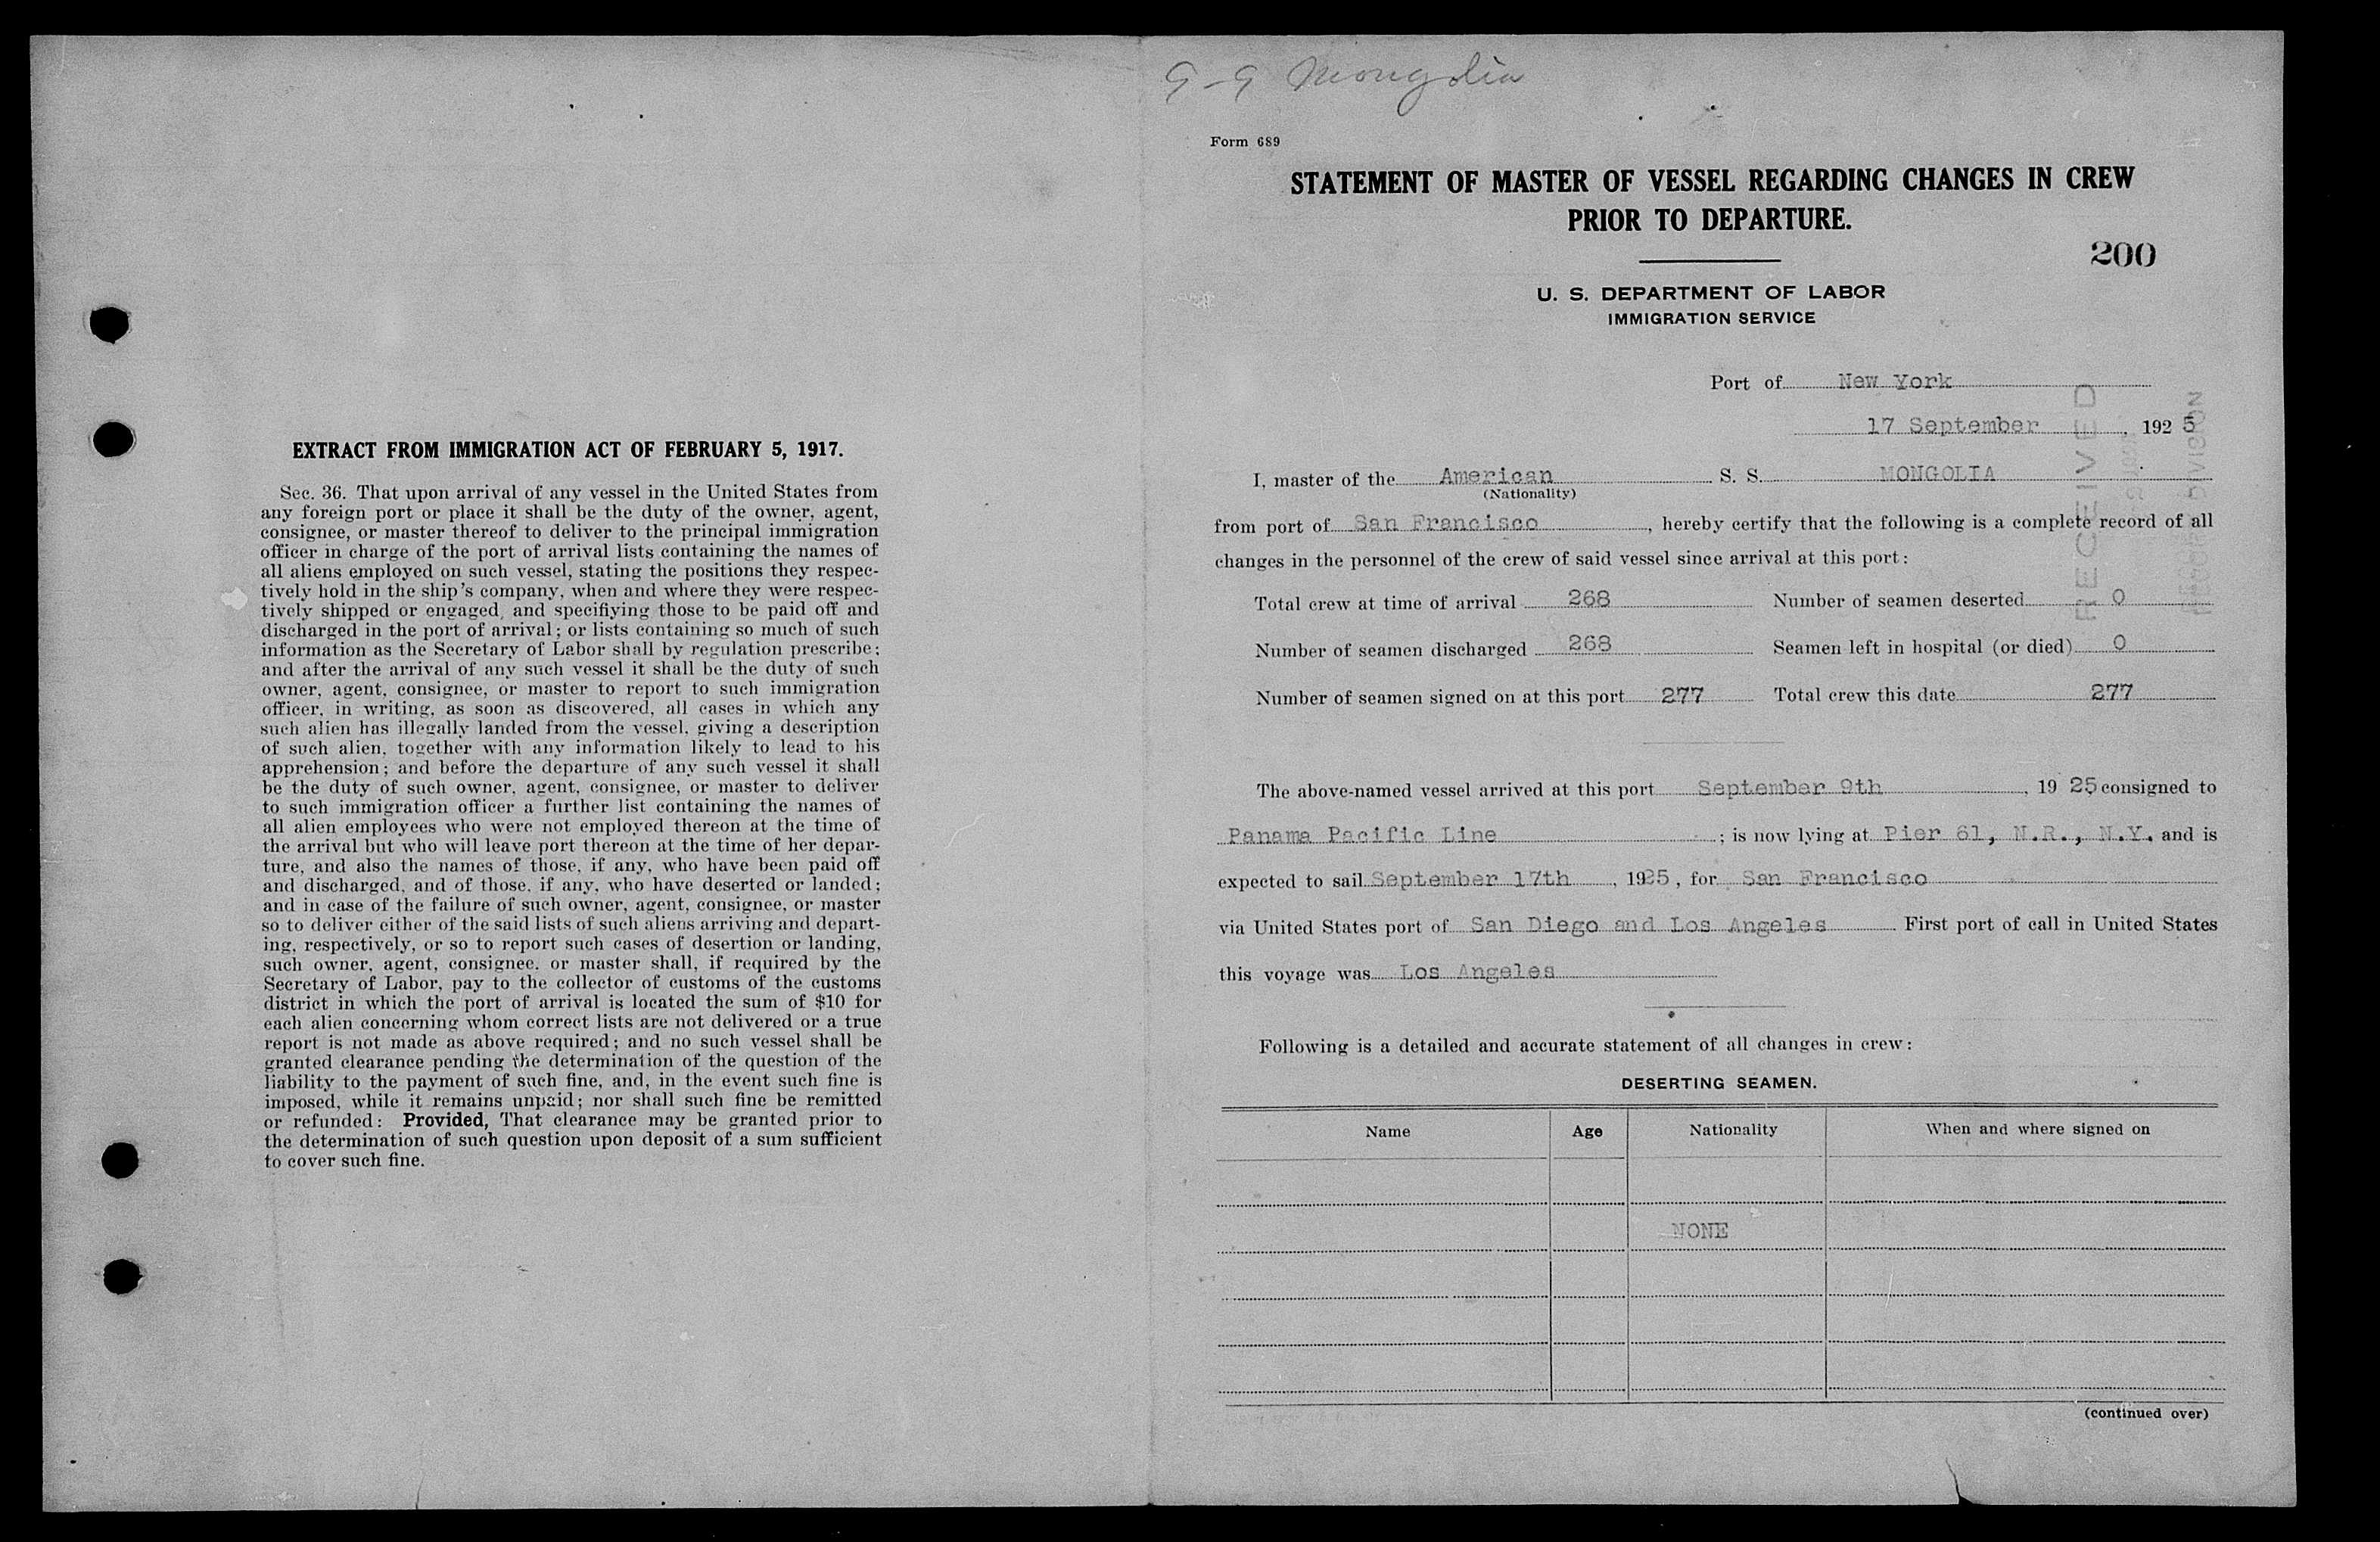 EXTRACT FROM IMMIGRATION ACT OF FEBRUARY 5, 1917.
Sec. 36. That upon arrival of any vessel in the United States from
any foreign port or place it shall be the duty of the owner, agent,
consignee, or master thereof to deliver to the principal immigration
officer in charge of the port of arrival lists containing the names of
all aliens employed on such vessel, stating the positions they respec-
tively hold in the ship's company, when and where they were respec-
tively shipped or engaged, and specifiying those to be paid off and
discharged in the port of arrival; or lists containing so much of such
information as the Secretary of Labor shall by regulation prescribe;
and after the arrival of any such vessel it shall be the duty of such
owner, agent, consignee, or master to report to such immigration
officer, in writing, as soon as discovered, all cases in which any
such alien has illegally landed from the vessel, giving a description
of such alien, together with any information likely to lead to his
apprehension; and before the departure of any such vessel it shall
be the duty of such owner, agent, consignee, or master to deliver
to such immigration officer a further list containing the names of
all alien employees who were not employed thereon at the time of
the arrival but who will leave port thereon at the time of her depar-
ture, and also the names of those, if any, who have been paid off
and discharged, and of those, if any, who have deserted or landed;
and in case of the failure of such owner, agent, consignee, or master
so to deliver either of the said lists of such aliens arriving and depart-
ing, respectively, or so to report such cases of desertion or landing,
such owner, agent, consignee. or master shall, if required by the
Secretary of Labor, pay to the collector of customs of the customs
district in which the port of arrival is located the sum of $10 for
each alien concerning whom correct lists are not delivered or a true
report is not made as above required; and no such vessel shall be
granted clearance pending the determination of the question of the
liability to the payment of such fine, and, in the event such fine is
imposed, while it remains unpaid; nor shall such fine be remitted
or refunded: Provided, That clearance may be granted prior to
the determination of such question upon deposit of a sum sufficient
to cover such fine.
9-9 Mongolia
Form 689
STATEMENT OF MASTER OF VESSEL REGARDING CHANGES IN CREW
PRIOR TO DEPARTURE.
200
U. S. DEPARTMENT OF LABOR
IMMIGRATION SERVICE
Port of New York
17 September, 1925
RECEIVED
DIVISION
I, master of the American S. S. MONGOLIA
(Nationality)
from port of San Francisco, hereby certify that the following is a complete record of all
changes in the personnel of the crew of said vessel since arrival at this port:
Total crew at time of arrival 268 Number of seamen deserted 0
Number of seamen discharged 268 Seamen left in hospital (or died) 0
Number of seamen signed on at this port 277 Total crew this date 277
The above-named vessel arrived at this port September 9th, 1925 consigned to
Panama Pacific Line; is now lying at Pier 61, N.R., N.Y. and is
expected to sail September 17th, 1925, for San Francisco
via United States port of San Diego and Los Angeles First port of call in United States
this voyage was Los Angeles
Following is a detailed and accurate statement of all changes in crew:
DESERTING SEAMEN.
Name Age Nationality When and where signed on
NONE
(continued over)